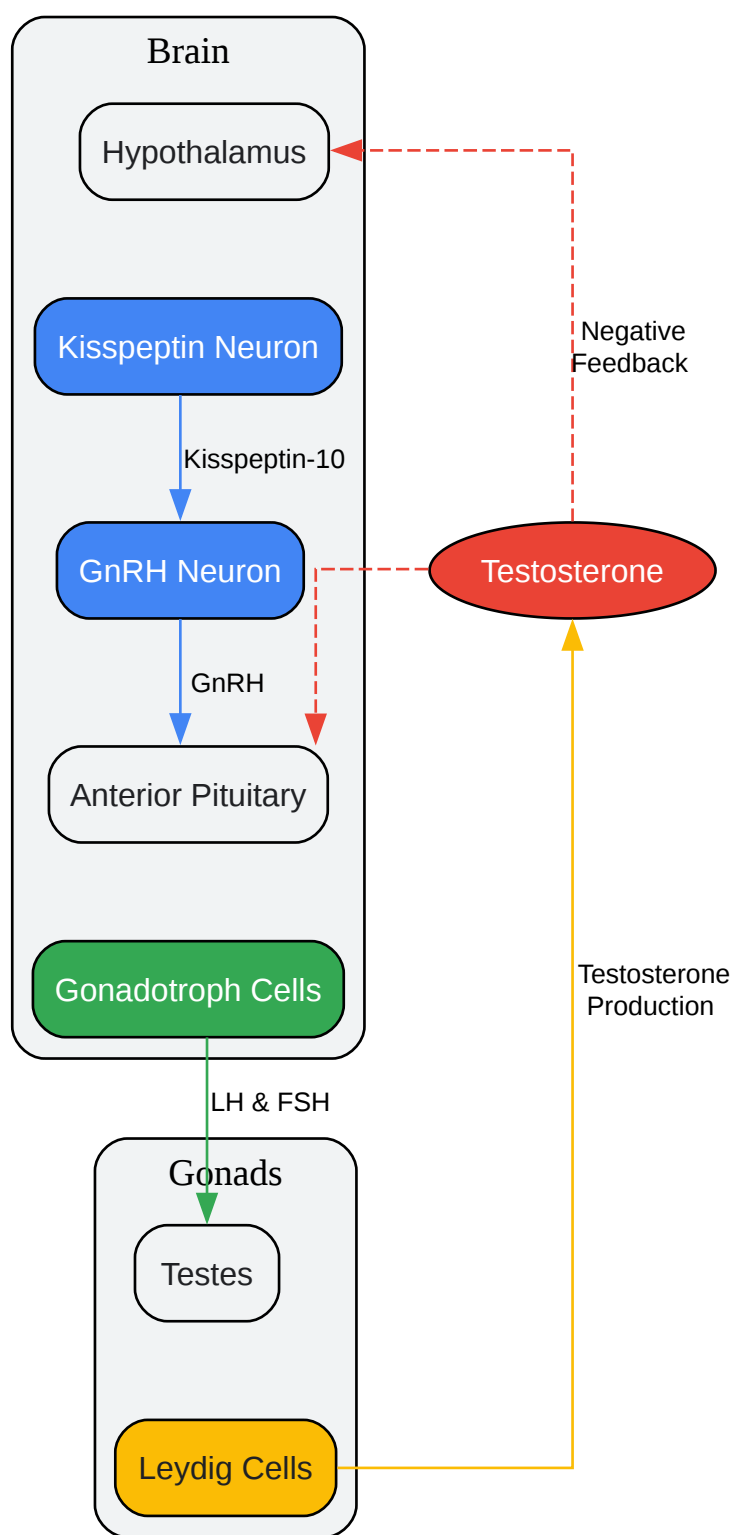 Brain
Hypothalamus
Negative
Feedback
Kisspeptin Neuron
Kisspeptin-10
GnRH Neuron
Testosterone
GnRH
Anterior Pituitary
Gonadotroph Cells
Testosterone
Production
LH & FSH
Gonads
Testes
Leydig Cells